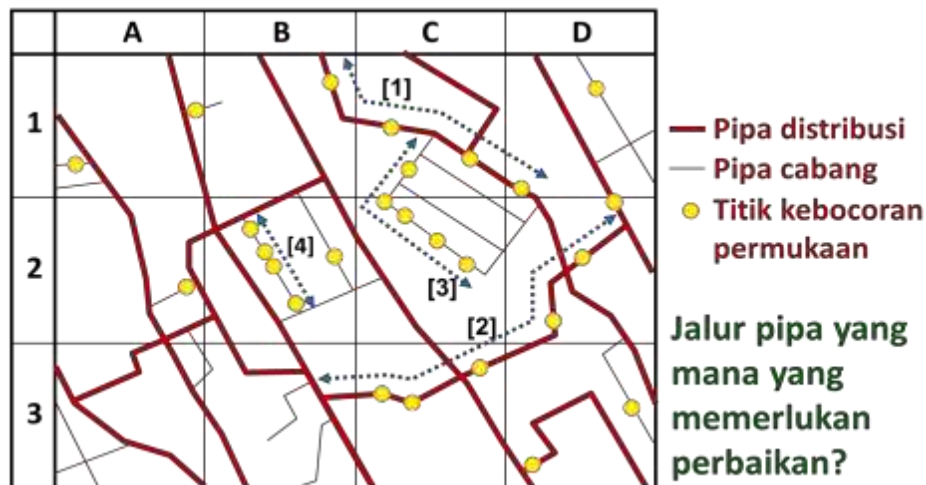 A B C D
1
2
3
[1]
[4]
[3]
[2]
Pipa distribusi
Pipa cabang
Titik kebocoran
permukaan
Jalur pipa yang
mana yang
memerlukan
perbaikan?